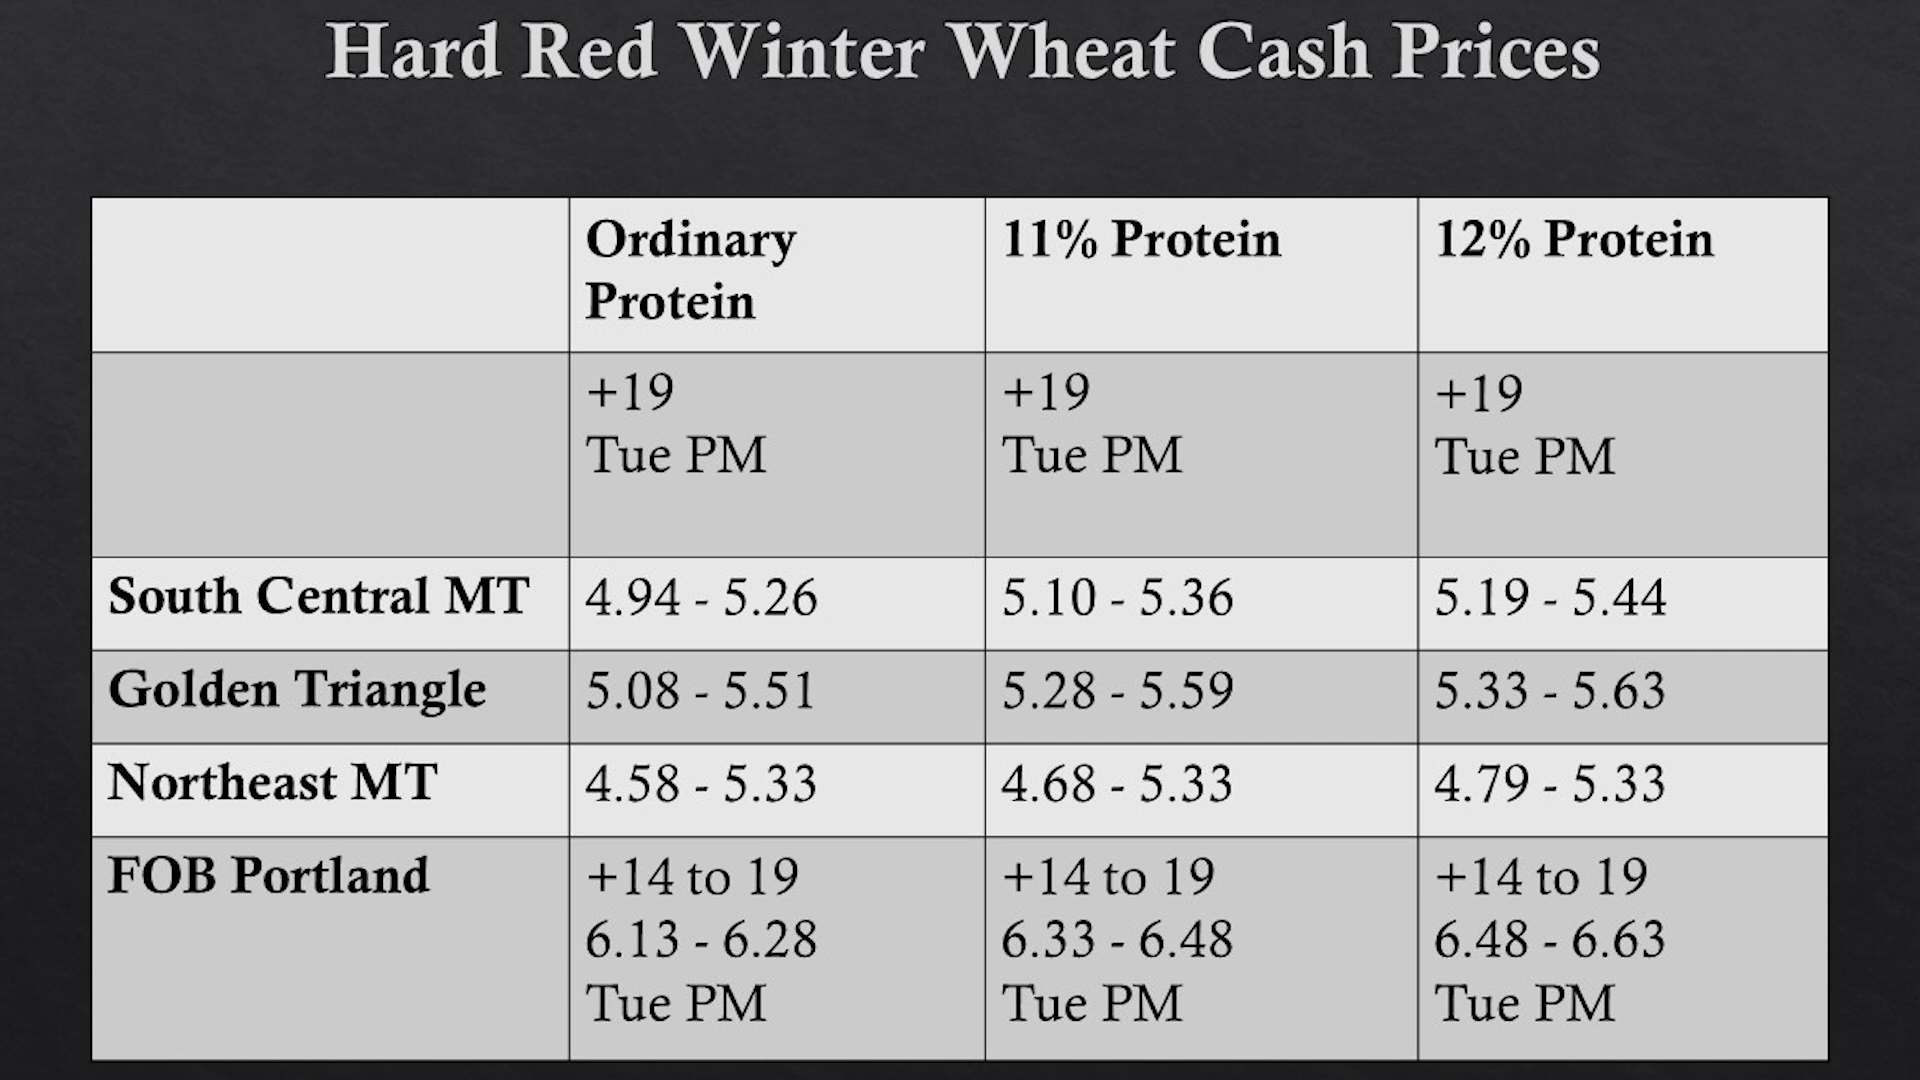 Hard Red Winter Wheat Cash Prices
Ordinary Protein 11% Protein 12% Protein
+19 +19 +19
Tue PM Tue PM Tue PM
South Central MT 4.94 - 5.26 5.10 - 5.36 5.19 - 5.44
Golden Triangle 5.08 - 5.51 5.28 - 5.59 5.33 - 5.63
Northeast MT 4.58 - 5.33 4.68 - 5.33 4.79 - 5.33
FOB Portland +14 to 19 +14 to 19 +14 to 19
6.13 - 6.28 6.33 - 6.48 6.48 - 6.63
Tue PM Tue PM Tue PM